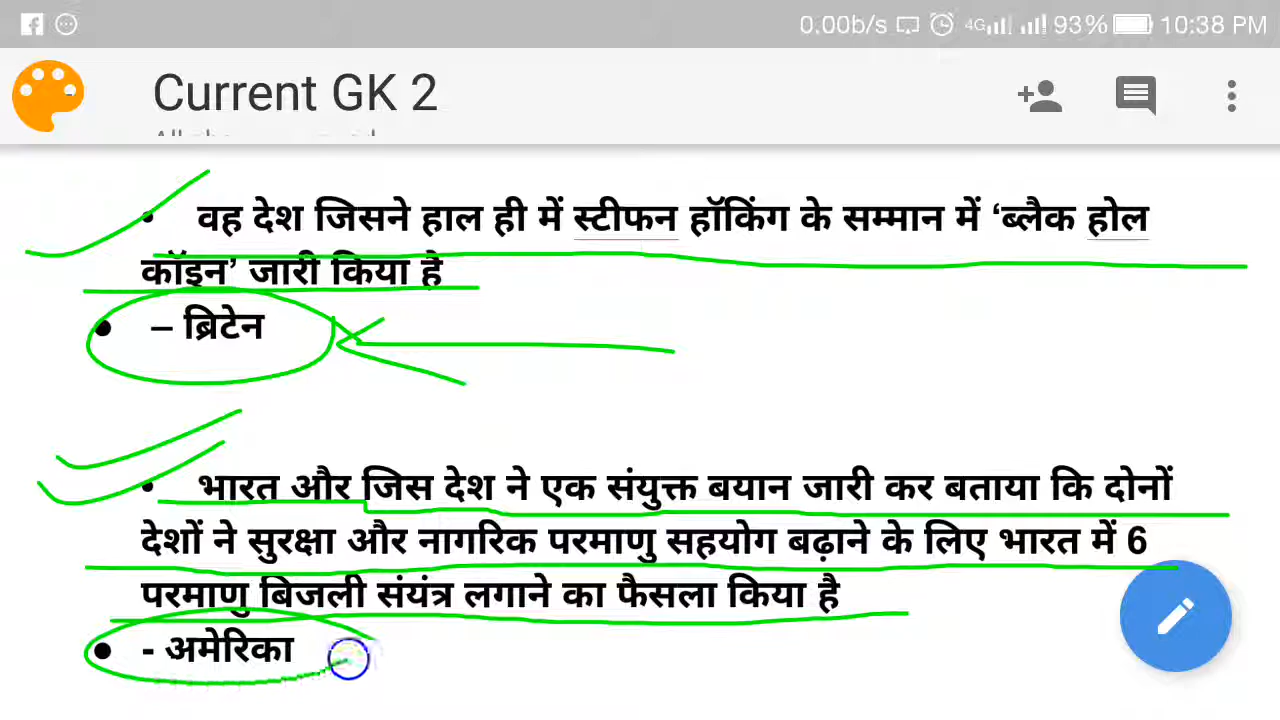 0.00b/s 4G 93% 10:38 PM
Current GK 2
• वह देश जिसने हाल ही में स्टीफन हॉकिंग के सम्मान में ‘ब्लैक होल
कॉइन’ जारी किया है
• – ब्रिटेन
• भारत और जिस देश ने एक संयुक्त बयान जारी कर बताया कि दोनों
देशों ने सुरक्षा और नागरिक परमाणु सहयोग बढ़ाने के लिए भारत में 6
परमाणु बिजली संयंत्र लगाने का फैसला किया है
• - अमेरिका